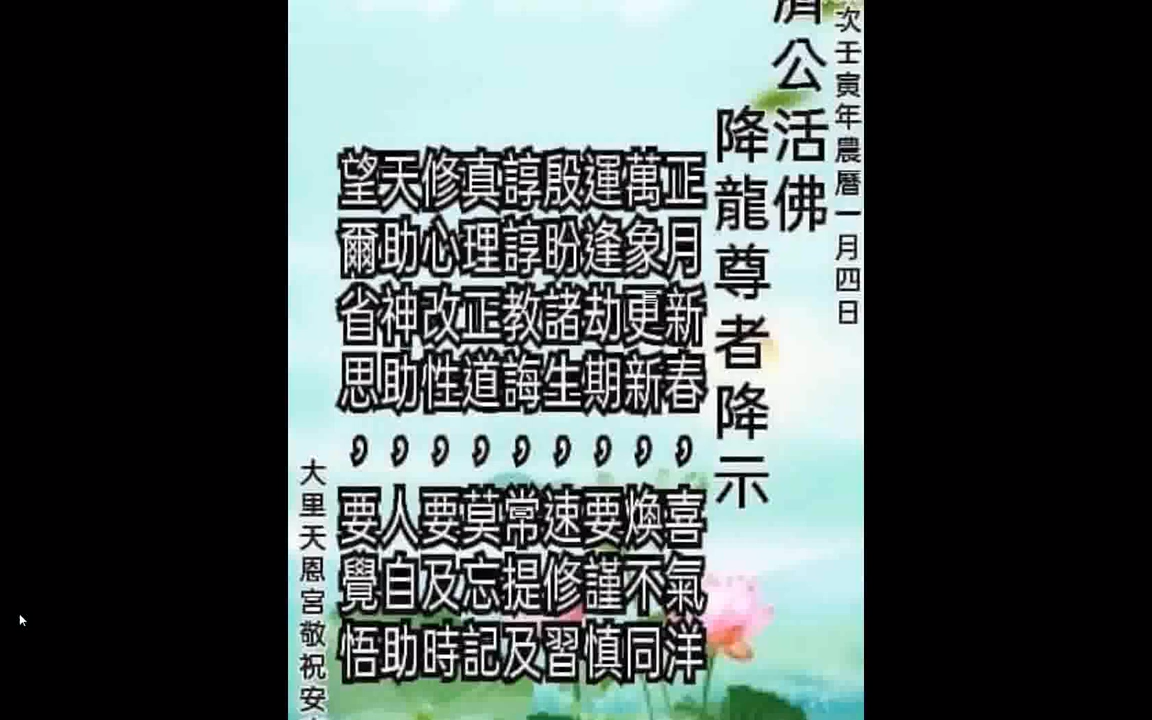 次壬寅年農曆一月四日
濟公活佛
降龍尊者降示
正月新春，喜氣洋
萬象更新，煥不同
運逢劫期，要謹慎
殷盼諸生，速修習
諄諄教誨，常提及
真理正道，莫忘記
修心改性，要及時
天助神助，人自助
望爾省思，要覺悟
大里天恩宮敬祝安